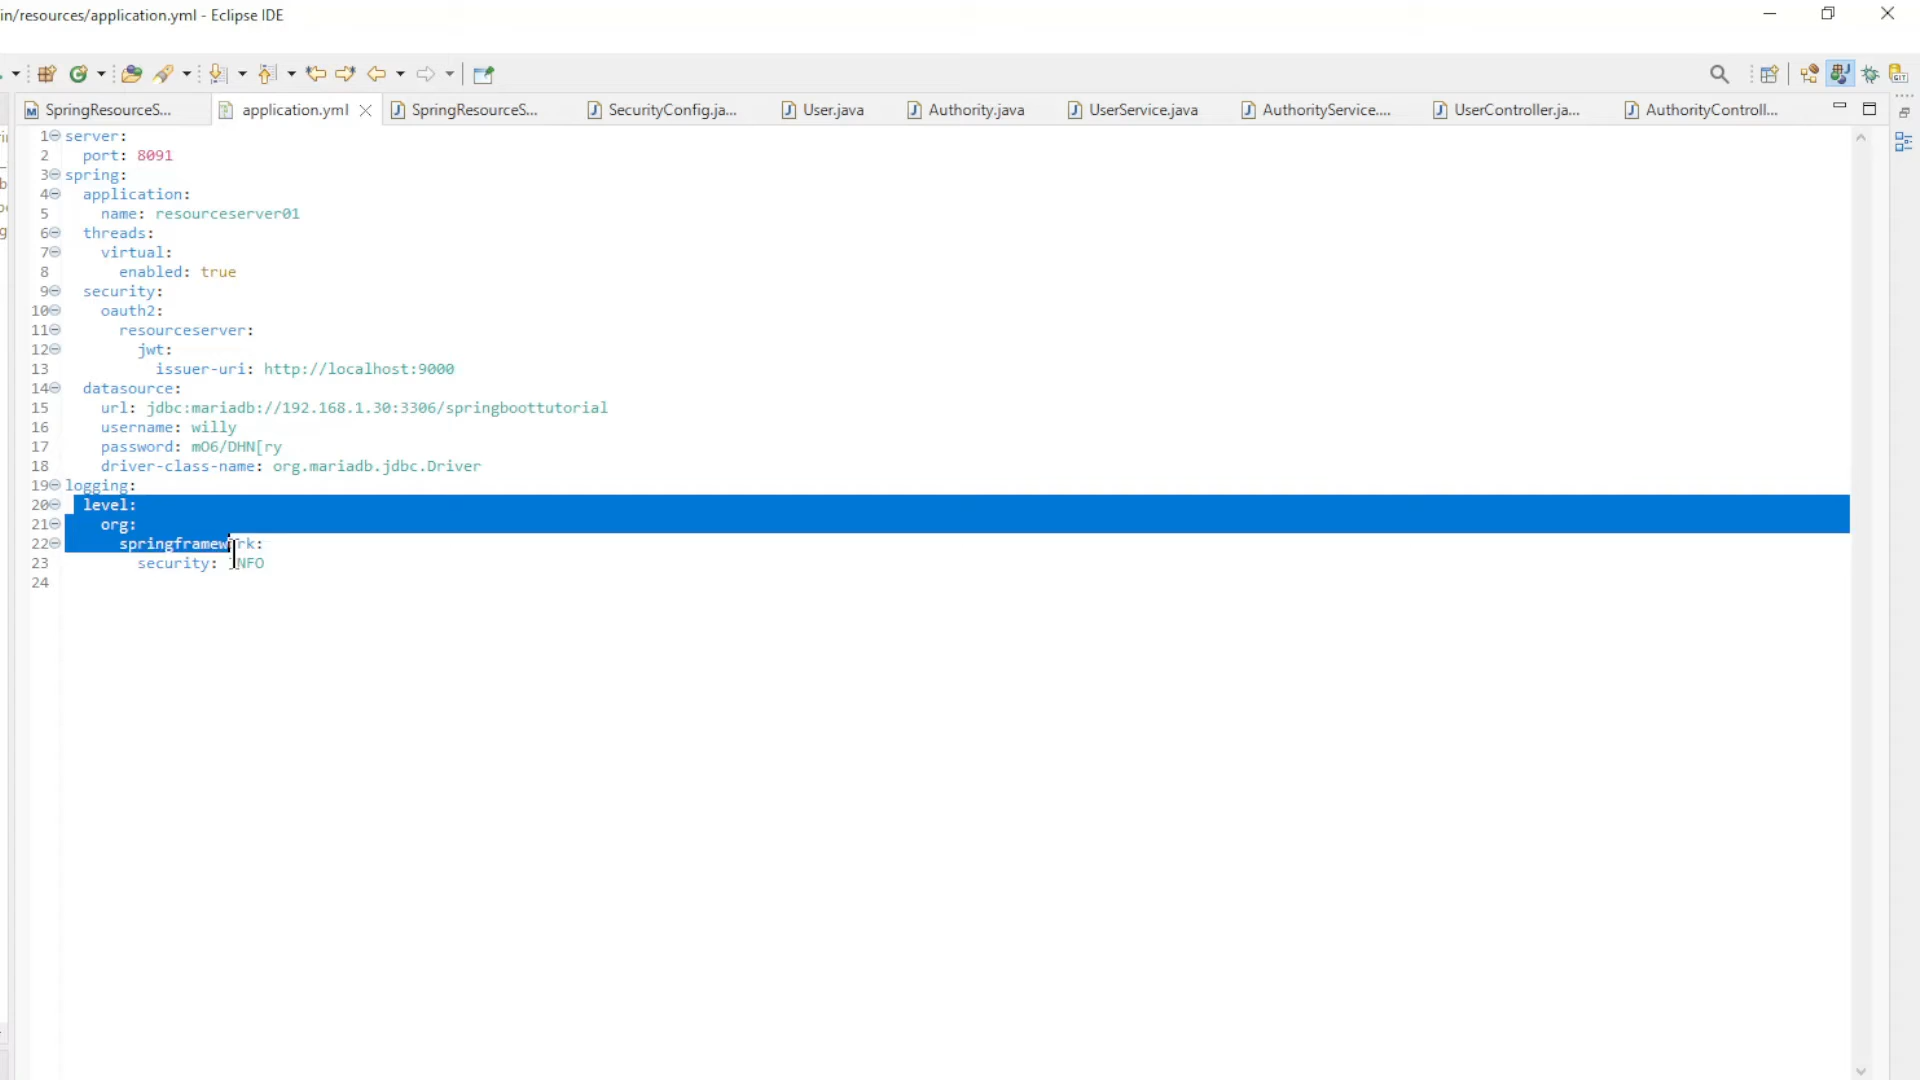 in/resources/application.yml - Eclipse IDE
SpringResourceS... application.yml SpringResourceS... SecurityConfig.ja... User.java Authority.java UserService.java AuthorityService.... UserController.ja... AuthorityControll...
1 server:
2 port: 8091
3 spring:
4 application:
5 name: resourceserver01
6 threads:
7 virtual:
8 enabled: true
9 security:
10 oauth2:
11 resourceserver:
12 jwt:
13 issuer-uri: http://localhost:9000
14 datasource:
15 url: jdbc:mariadb://192.168.1.30:3306/springboottutorial
16 username: willy
17 password: mO6/DHN[ry
18 driver-class-name: org.mariadb.jdbc.Driver
19 logging:
20 level:
21 org:
22 springframework:
23 security: INFO
24